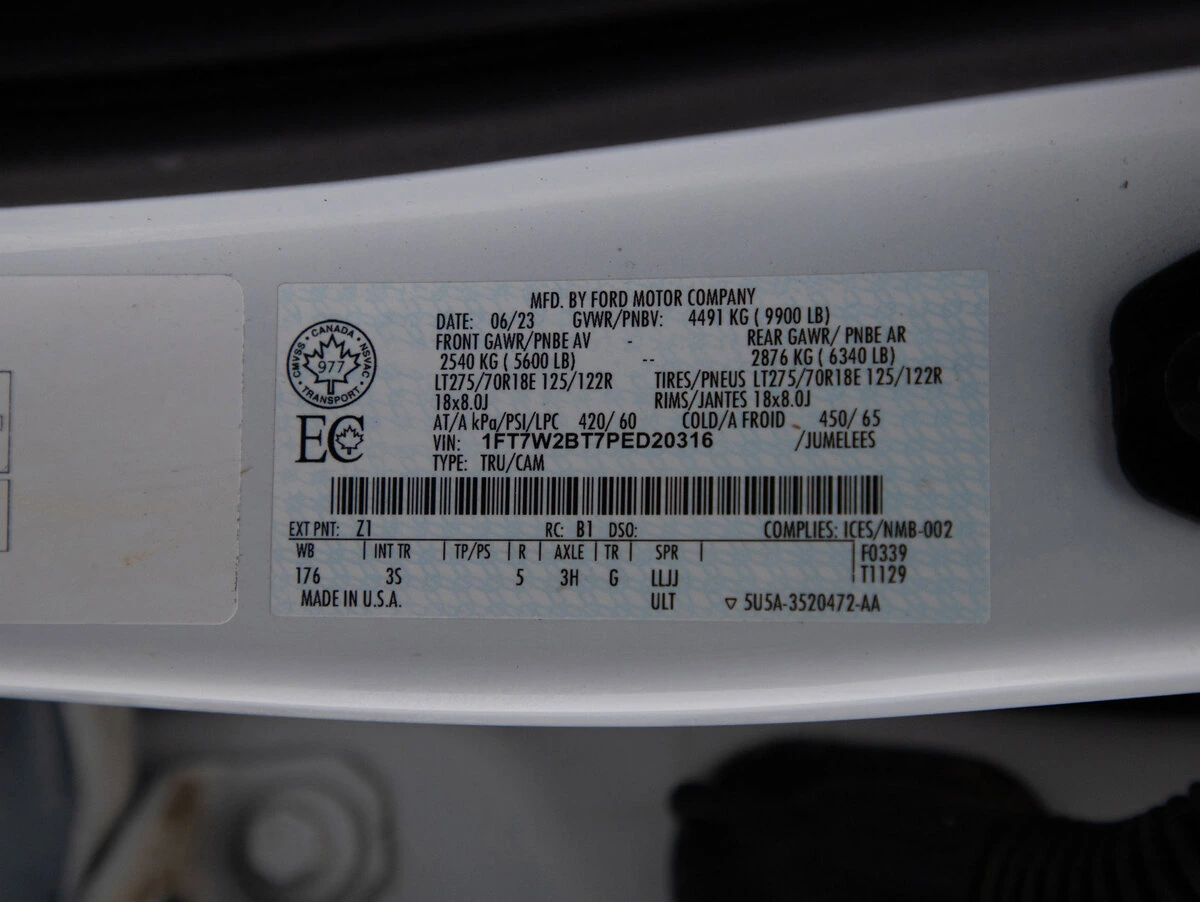 MFD. BY FORD MOTOR COMPANY
DATE: 06/23 GVWR/PNBV: 4491 KG ( 9900 LB)
FRONT GAWR/PNBE AV - REAR GAWR/ PNBE AR
2540 KG ( 5600 LB) -- 2876 KG ( 6340 LB)
LT275/70R18E 125/122R TIRES/PNEUS LT275/70R18E 125/122R
18x8.0J RIMS/JANTES 18x8.0J
AT/A kPa/PSI/LPC 420/ 60 COLD/A FROID 450/ 65
VIN: 1FT7W2BT7PED20316 /JUMELEES
TYPE: TRU/CAM
CANADA · NSVAC · TRANSPORT · CMVSS ·
977
EC
EXT PNT: Z1 RC: B1 DSO: COMPLIES: ICES/NMB-002
WB | INT TR | TP/PS | R | AXLE | TR | SPR | F0339
176 3S 5 3H G LLJJ T1129
MADE IN U.S.A. ULT ▽ 5U5A-3520472-AA